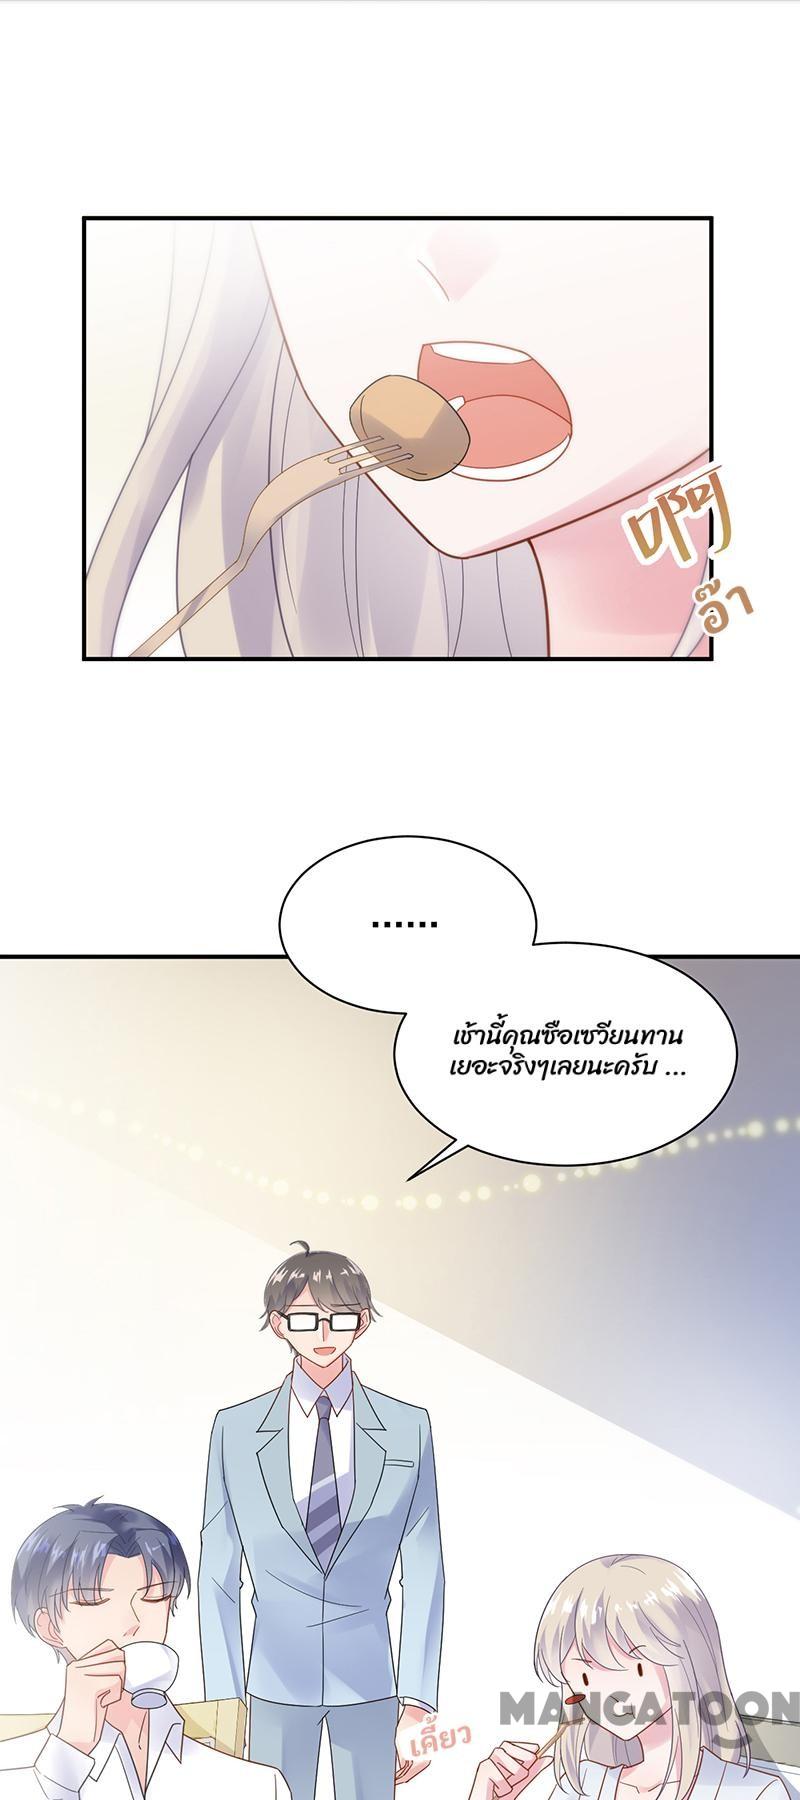 啊
อ๊า
......
เช้านี้คุณซือเซวียนทาน
เยอะจริงๆเลยนะครับ ...
MANGATOON
เคี้ยว